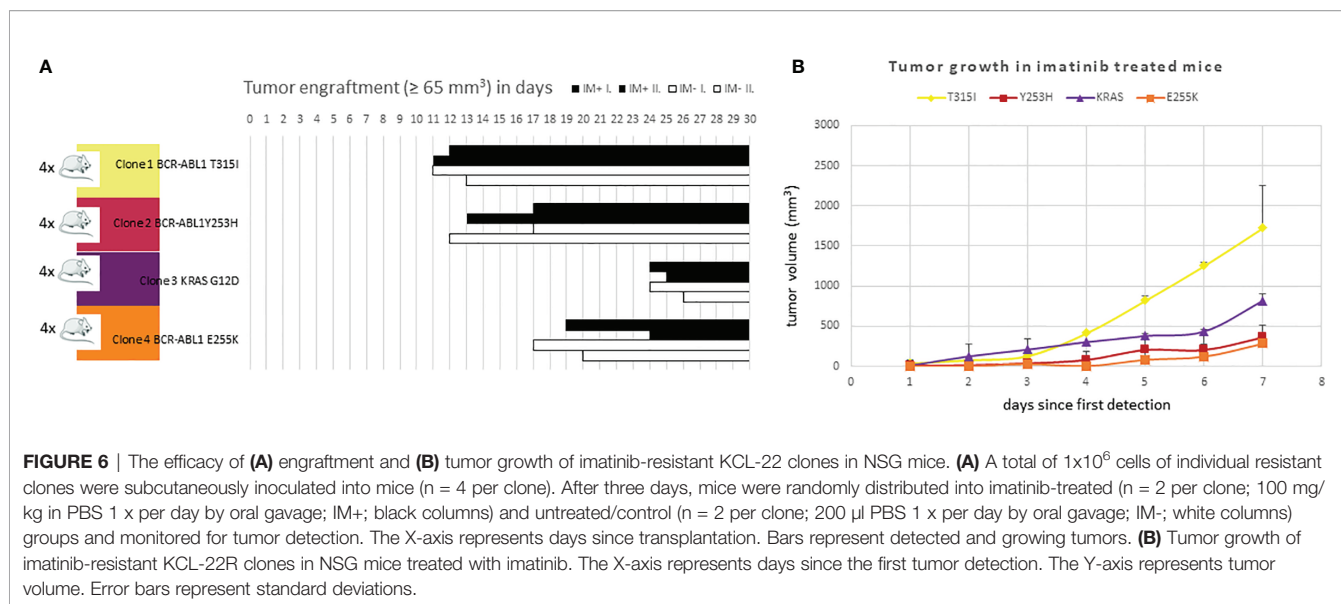 A
Tumor engraftment (≥ 65 mm³) in days
IM+ I. IM+ II. IM- I. IM- II.
0 1 2 3 4 5 6 7 8 9 10 11 12 13 14 15 16 17 18 19 20 21 22 23 24 25 26 27 28 29 30
4x Clone 1 BCR-ABL1 T315I
4x Clone 2 BCR-ABL1Y253H
4x Clone 3 KRAS G12D
4x Clone 4 BCR-ABL1 E255K
B
Tumor growth in imatinib treated mice
T315I Y253H KRAS E255K
tumor volume (mm³)
3000
2500
2000
1500
1000
500
0
0 1 2 3 4 5 6 7 8
days since first detection
FIGURE 6 | The efficacy of (A) engraftment and (B) tumor growth of imatinib-resistant KCL-22 clones in NSG mice. (A) A total of 1x10⁶ cells of individual resistant
clones were subcutaneously inoculated into mice (n = 4 per clone). After three days, mice were randomly distributed into imatinib-treated (n = 2 per clone; 100 mg/
kg in PBS 1 x per day by oral gavage; IM+; black columns) and untreated/control (n = 2 per clone; 200 µl PBS 1 x per day by oral gavage; IM-; white columns)
groups and monitored for tumor detection. The X-axis represents days since transplantation. Bars represent detected and growing tumors. (B) Tumor growth of
imatinib-resistant KCL-22R clones in NSG mice treated with imatinib. The X-axis represents days since the first tumor detection. The Y-axis represents tumor
volume. Error bars represent standard deviations.